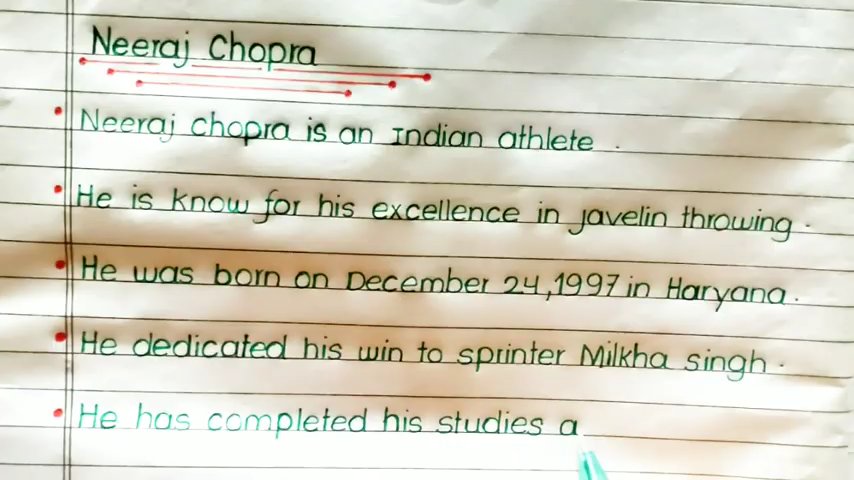 Neeraj Chopra
• Neeraj chopra is an Indian athlete .
• He is know for his excellence in javelin throwing .
• He was born on December 24,1997 in Haryana .
• He dedicated his win to sprinter Milkha singh .
• He has completed his studies a